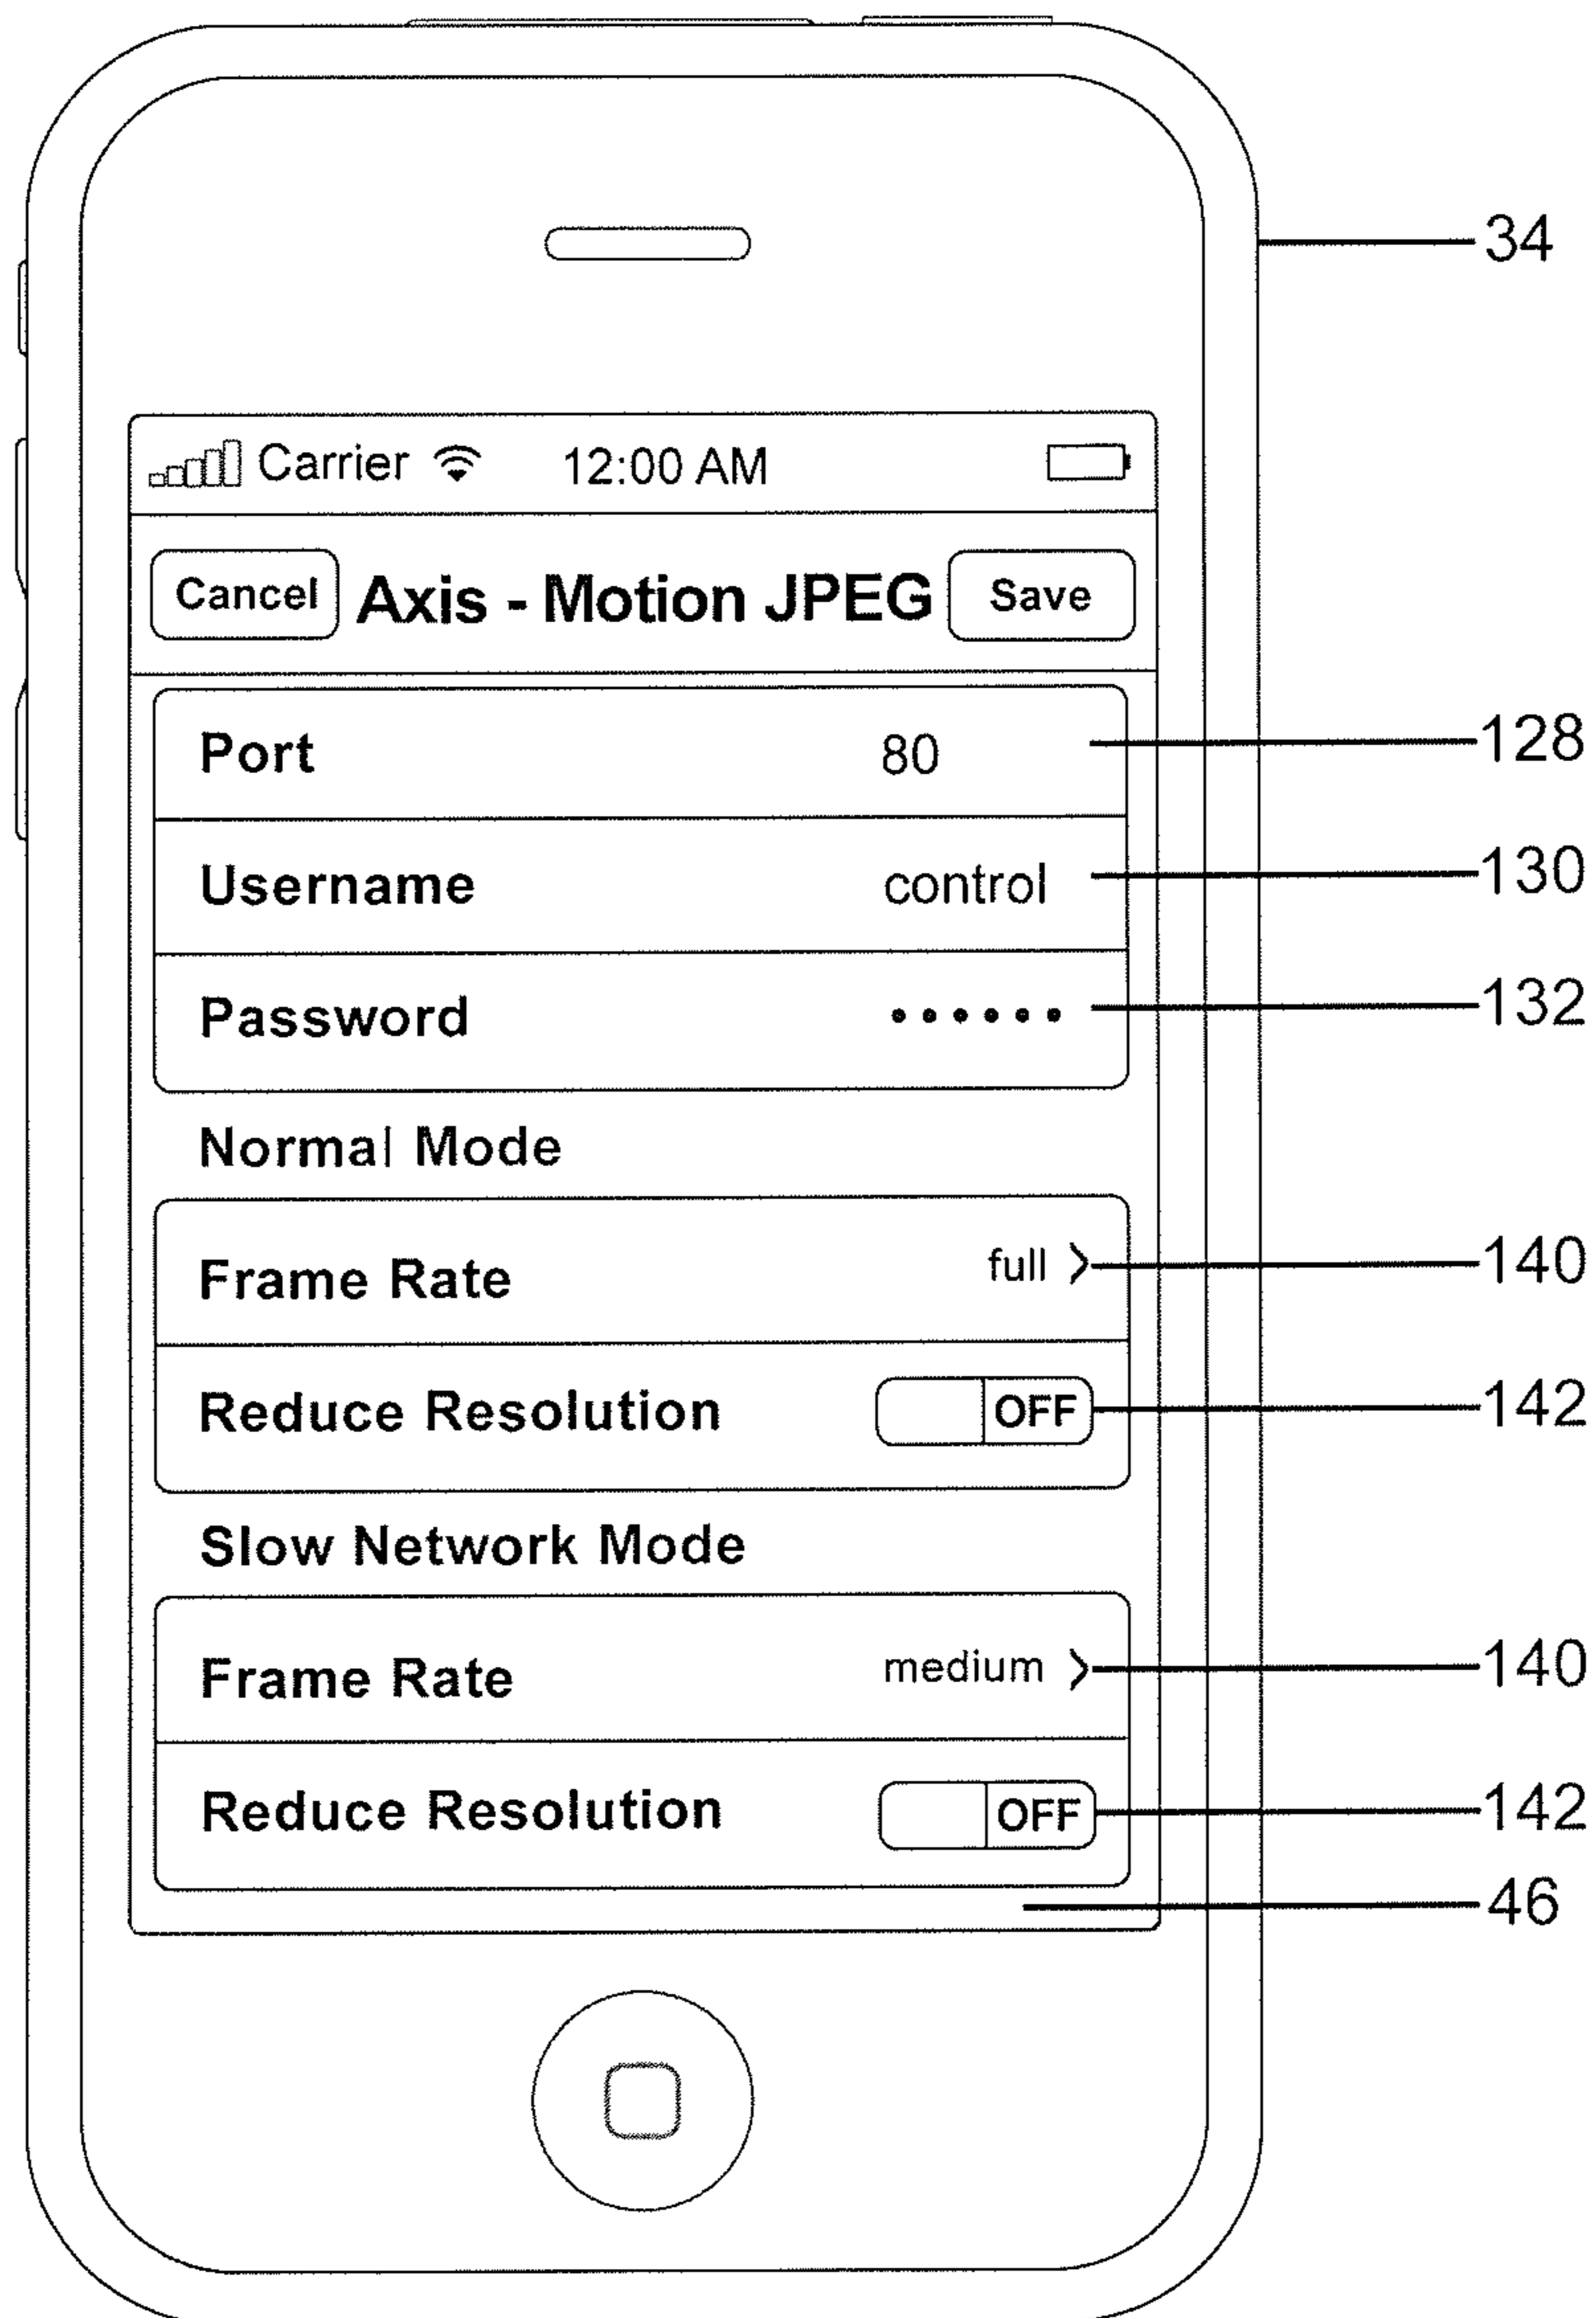 34
Carrier 12:00 AM
Cancel Axis - Motion JPEG Save
Port 80 128
Username control 130
Password •••••• 132
Normal Mode
Frame Rate full > 140
Reduce Resolution OFF 142
Slow Network Mode
Frame Rate medium > 140
Reduce Resolution OFF 142
46